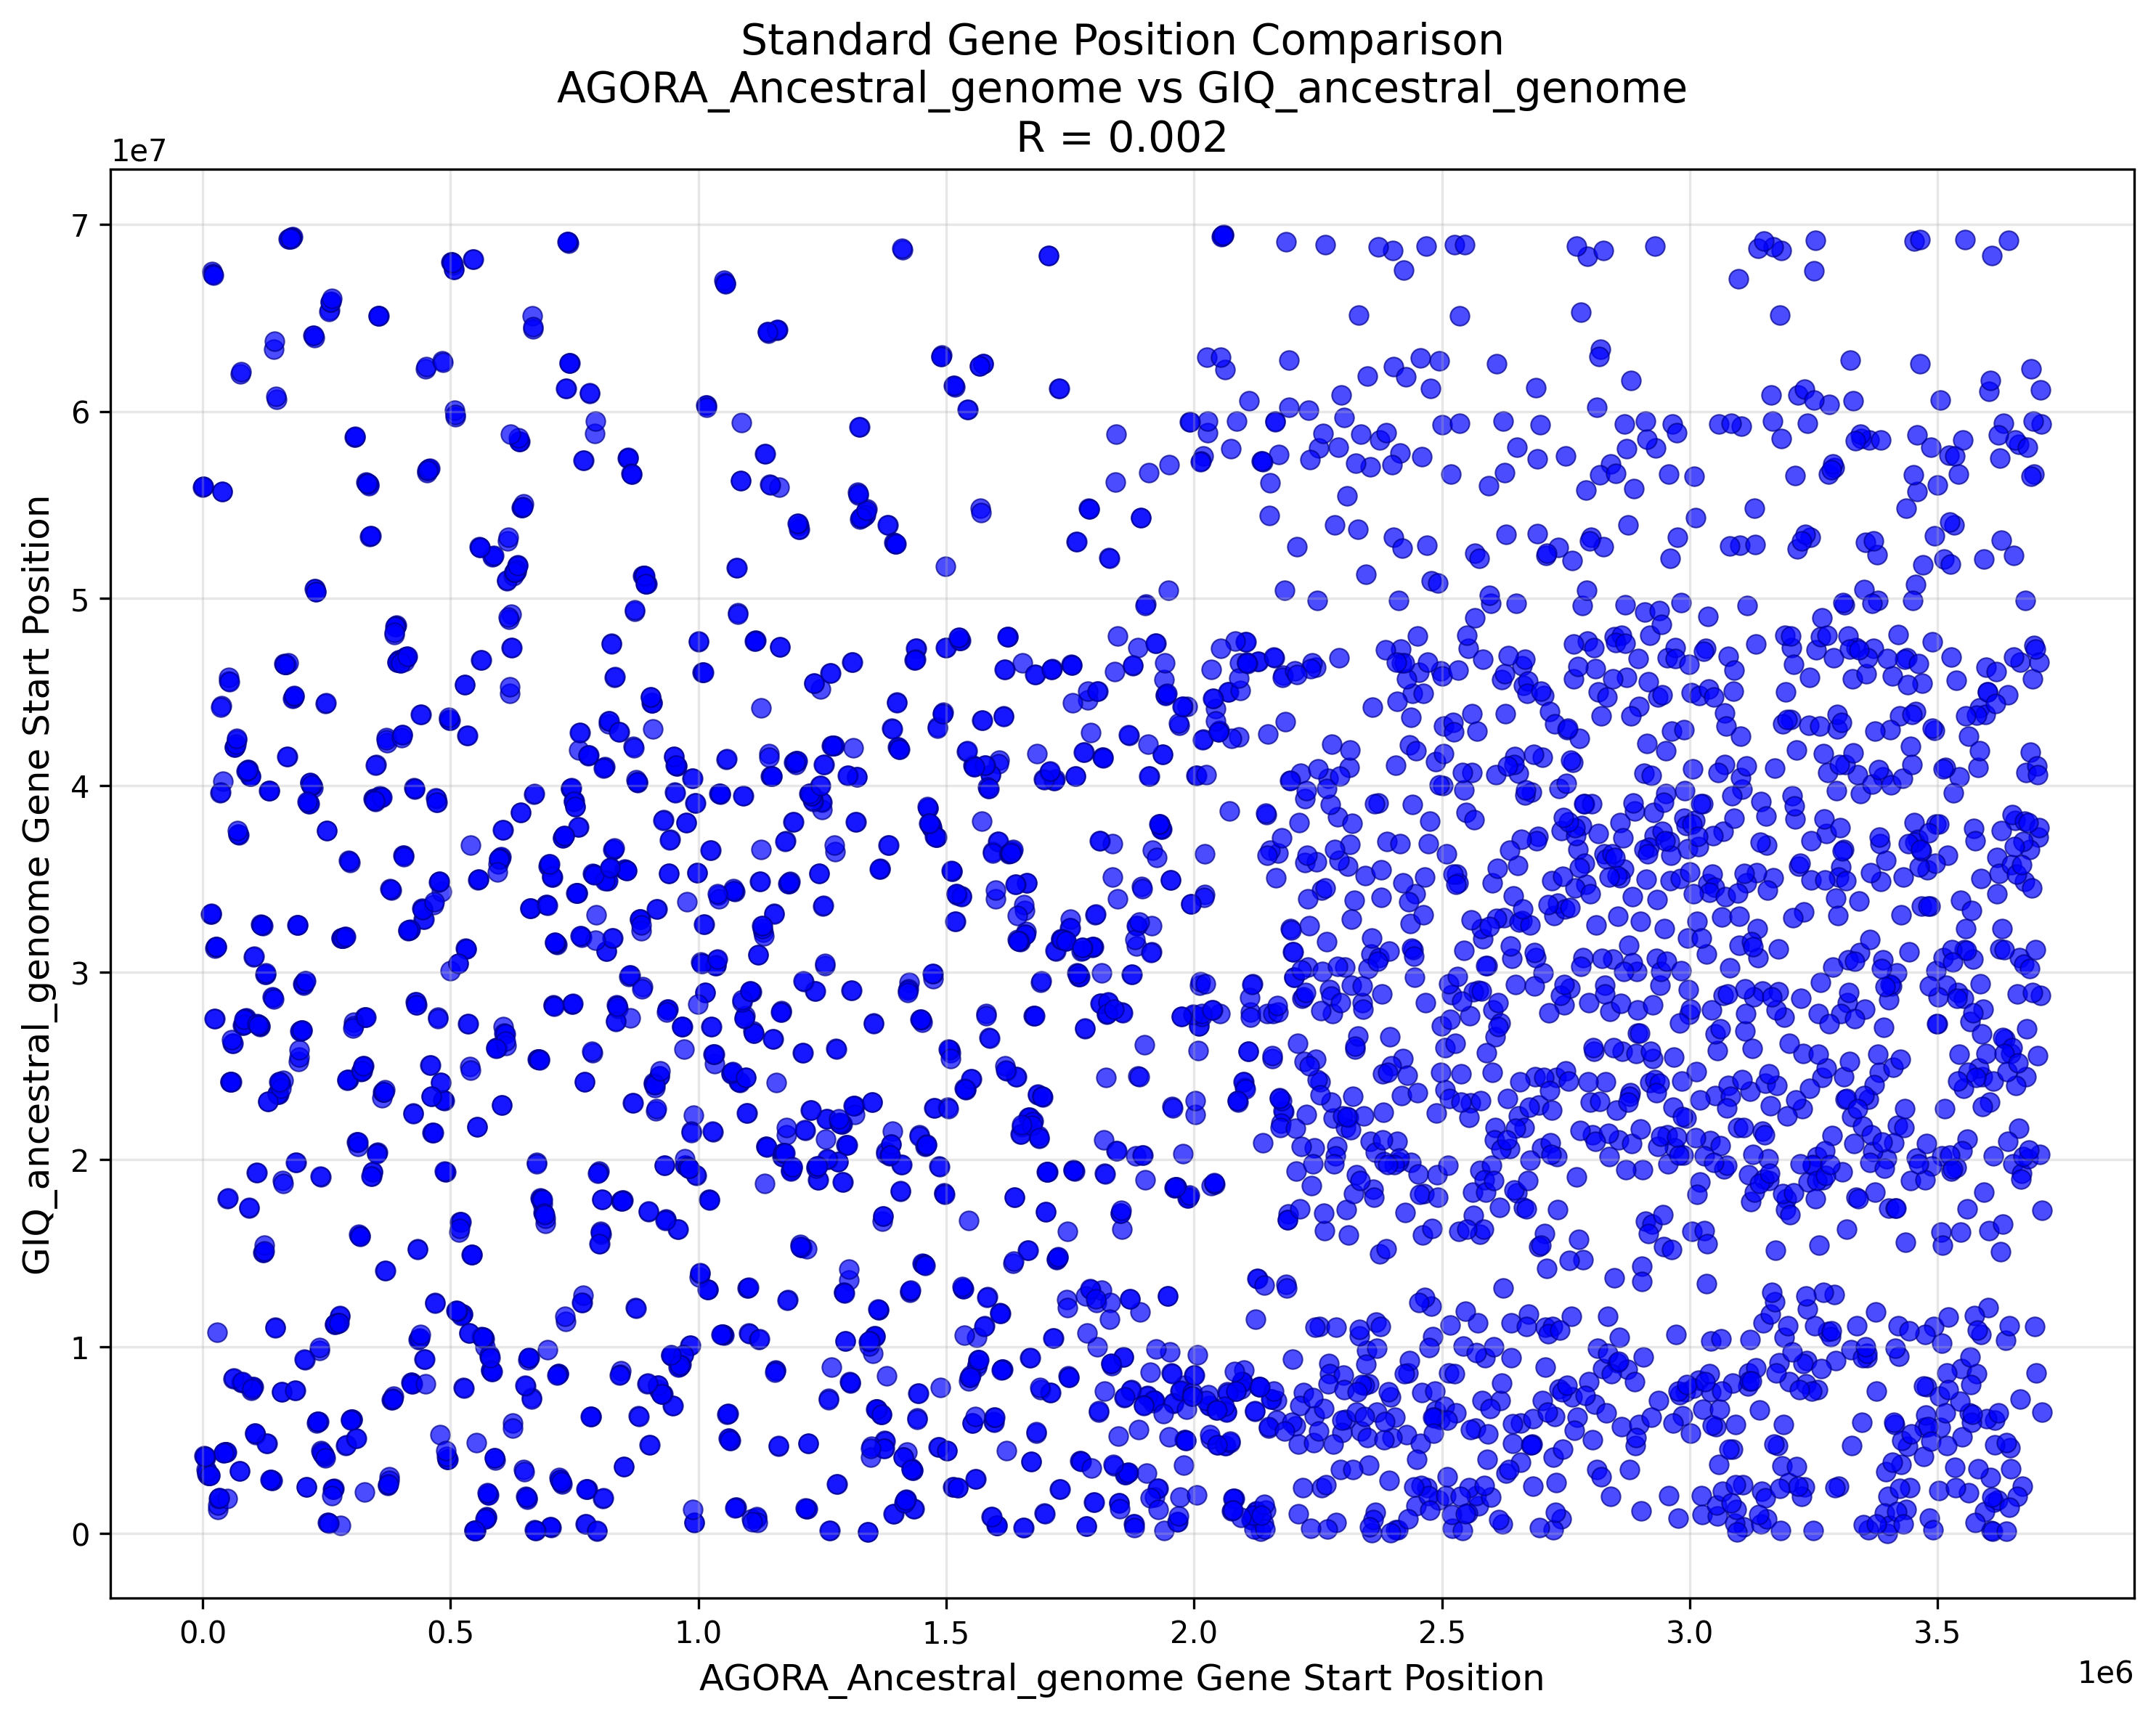 Standard Gene Position Comparison
AGORA_Ancestral_genome vs GIQ_ancestral_genome
R = 0.002
1e7
7
6
5
4
3
2
1
0
GIQ_ancestral_genome Gene Start Position
0.0 0.5 1.0 1.5 2.0 2.5 3.0 3.5
AGORA_Ancestral_genome Gene Start Position
1e6